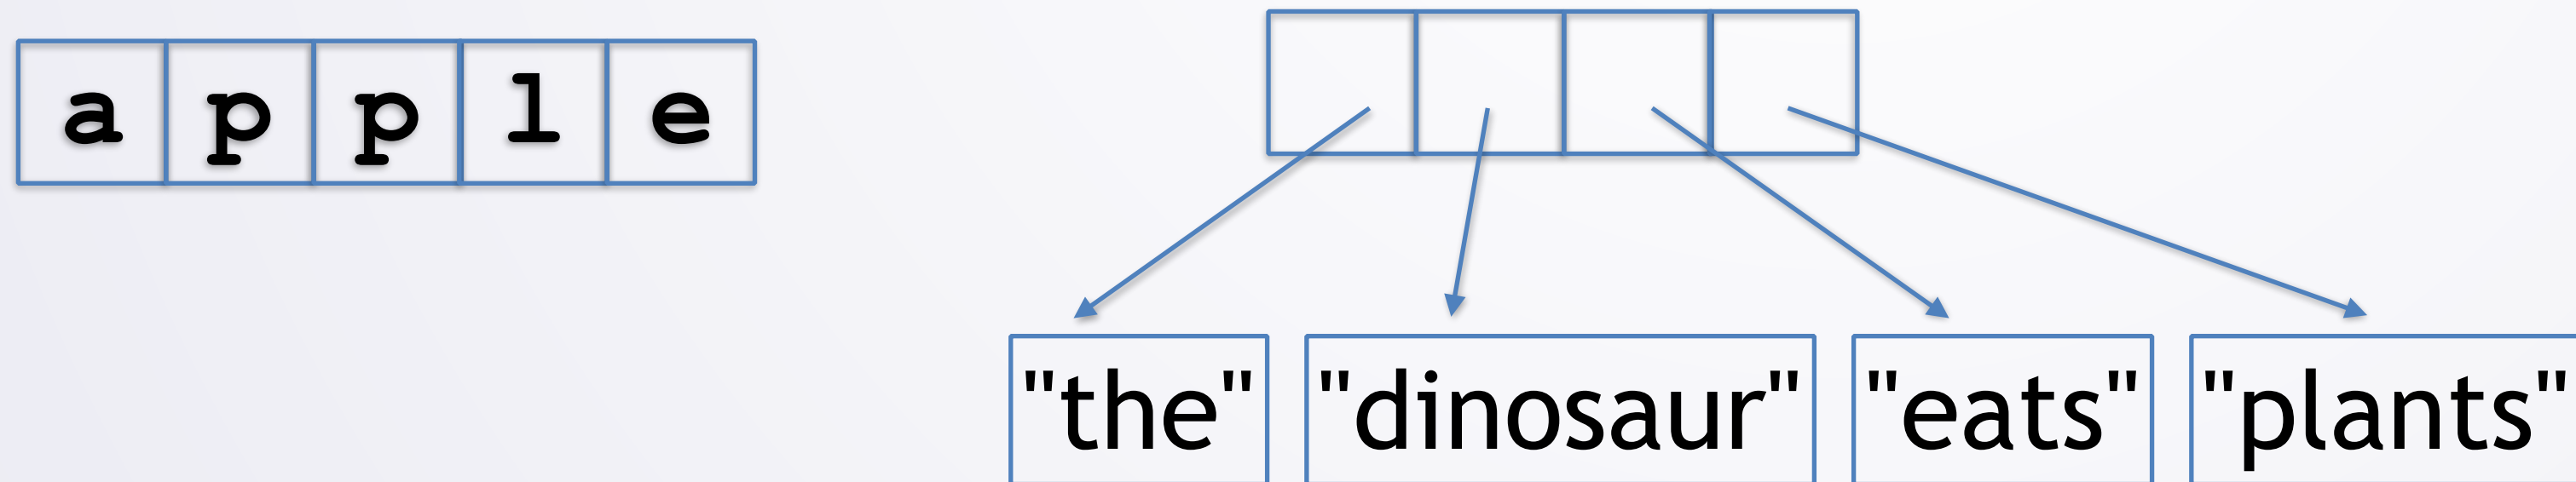 a p p l e
"the" "dinosaur" "eats" "plants"